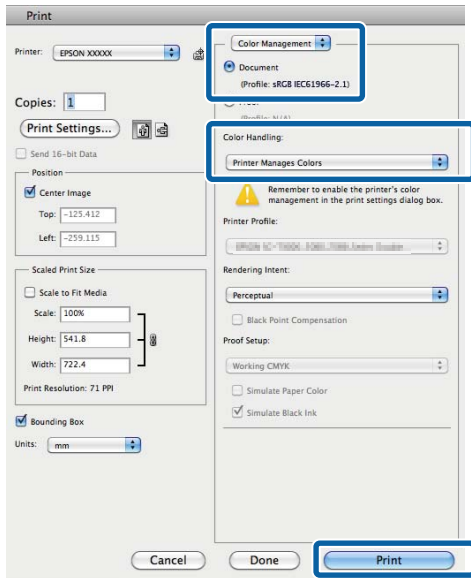 Print
Printer: EPSON XXXXX
Copies: 1
Print Settings...
Send 16-bit Data
Position
Center Image
Top: -125.412
Left: -259.115
Scaled Print Size
Scale to Fit Media
Scale: 100%
Height: 541.8
Width: 722.4
Print Resolution: 71 PPI
Bounding Box
Units: mm
Color Management
Document
(Profile: sRGB IEC61966-2.1)
Color Handling:
Printer Manages Colors
Remember to enable the printer's color
management in the print settings dialog box.
Printer Profile:
Rendering Intent:
Perceptual
Black Point Compensation
Proof Setup:
Working CMYK
Simulate Paper Color
Simulate Black Ink
Cancel
Done
Print